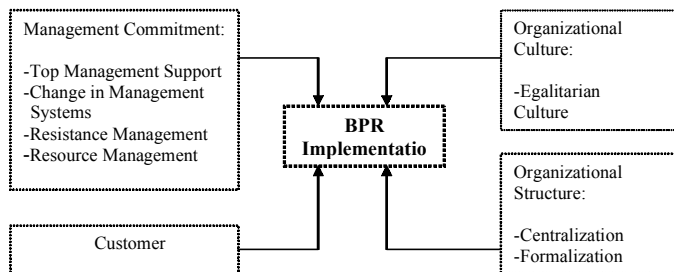 Management Commitment:
-Top Management Support
-Change in Management
Systems
-Resistance Management
-Resource Management
Organizational
Culture:
-Egalitarian
Culture
BPR
Implementatio
Customer
Organizational
Structure:
-Centralization
-Formalization